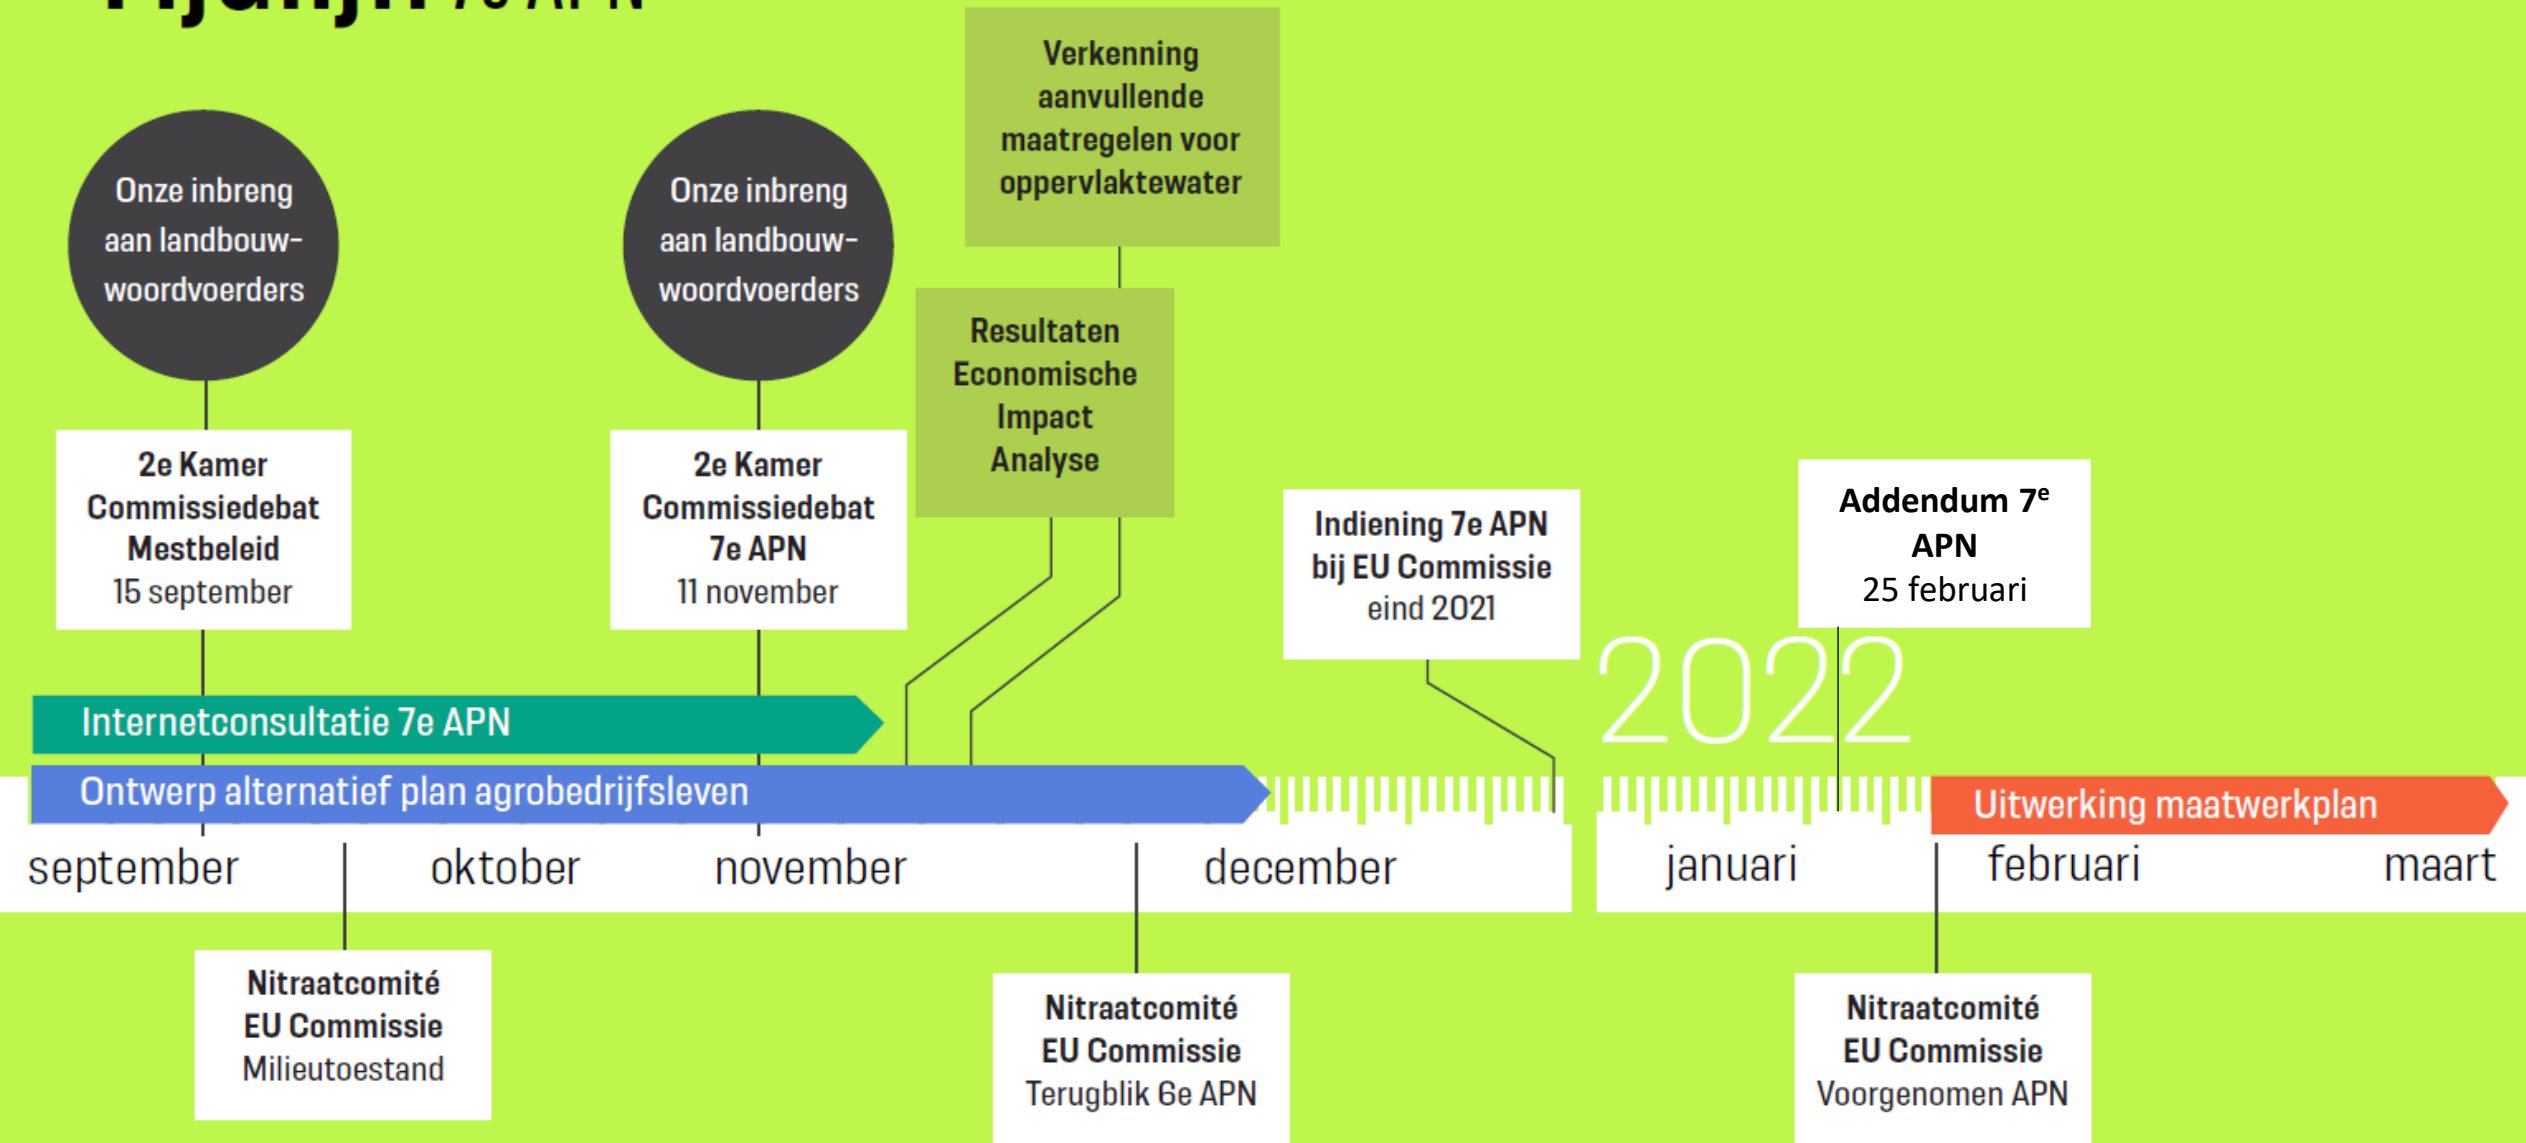 Tijdlijn 7e APN
Verkenning
aanvullende
maatregelen voor
oppervlaktewater
Onze inbreng
aan landbouw-
woordvoerders
Onze inbreng
aan landbouw-
woordvoerders
Resultaten
Economische
Impact
Analyse
2e Kamer
Commissiedebat
Mestbeleid
15 september
2e Kamer
Commissiedebat
7e APN
11 november
Indiening 7e APN
bij EU Commissie
eind 2021
Addendum 7e
APN
25 februari
2022
Internetconsultatie 7e APN
Ontwerp alternatief plan agrobedrijfsleven
Uitwerking maatwerkplan
september
oktober
november
december
januari
februari
maart
Nitraatcomité
EU Commissie
Milieutoestand
Nitraatcomité
EU Commissie
Terugblik 6e APN
Nitraatcomité
EU Commissie
Voorgenomen APN